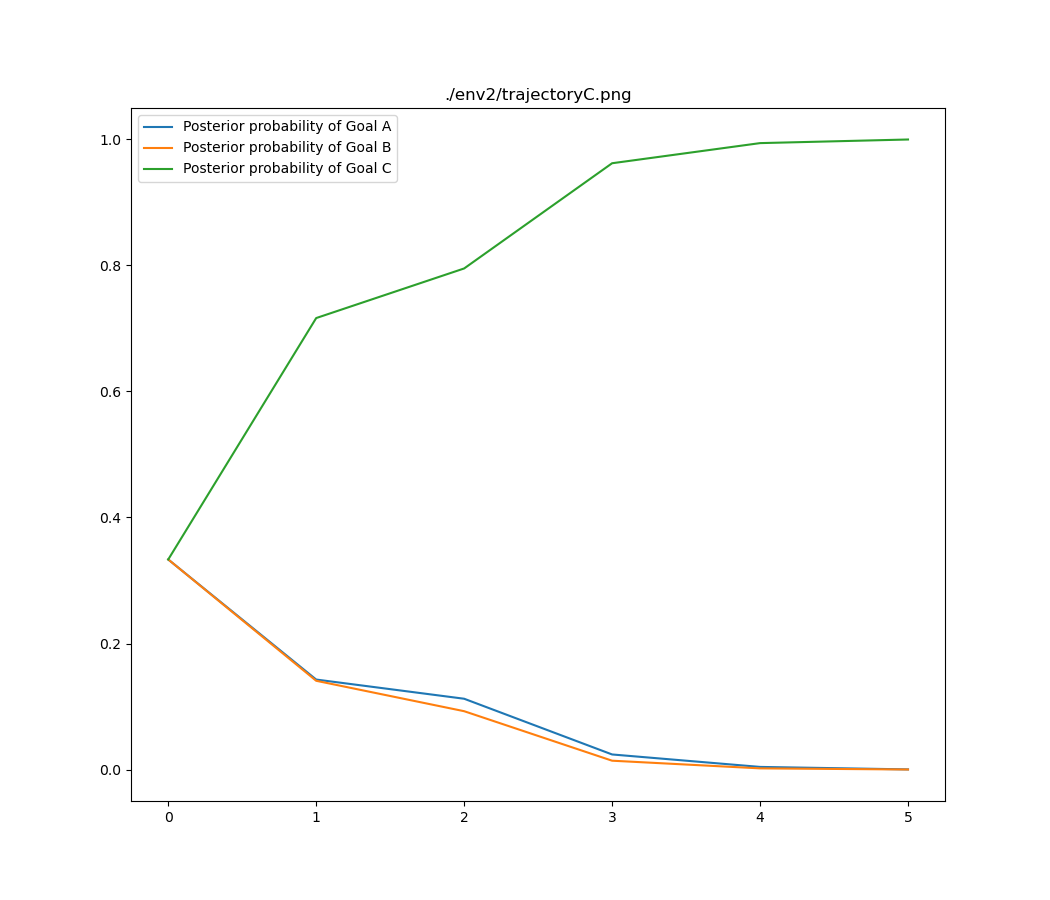 ./env2/trajectoryC.png
Posterior probability of Goal A
Posterior probability of Goal B
Posterior probability of Goal C
1.0
0.8
0.6
0.4
0.2
0.0
0 1 2 3 4 5